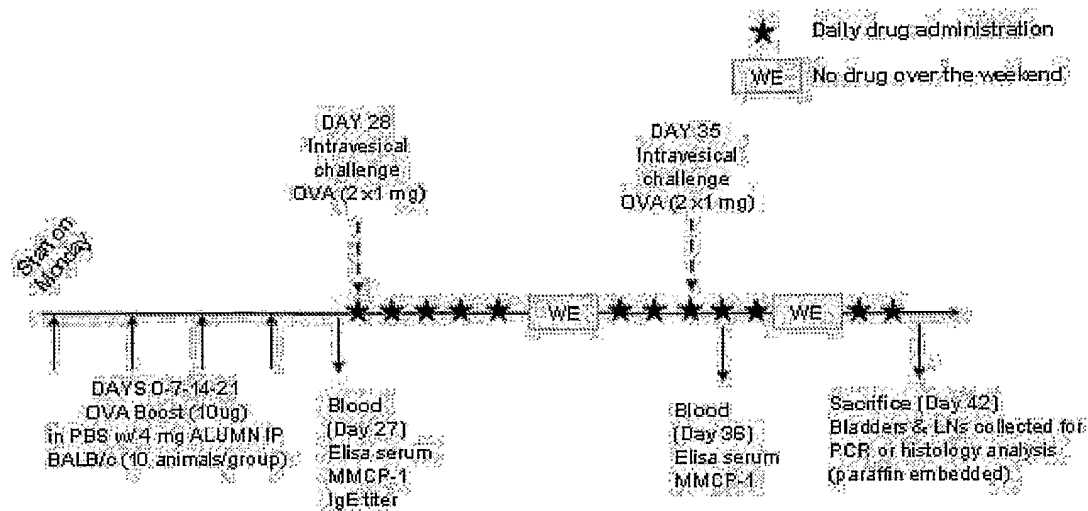 Daily drug administration
WE
No drug over the weekend
DAY 28
Intravesical
challenge
OVA (2 x1 mg)
DAY 35
Intravesical
challenge
OVA (2 x1 mg)
Start on
Monday
WE
WE
DAYS 0-7-14-21
OVA Boost (10ug)
in PBS w/ 4 mg ALUMN IP
BALB/c (10 animals/group)
Blood
(Day 27)
Elisa serum
MMCP-1
IgE titer
Blood
(Day 36)
Elisa serum
MMCP-1
Sacrifice (Day 42)
Bladders & LNs collected for
PCR or histology analysis
(paraffin embedded)